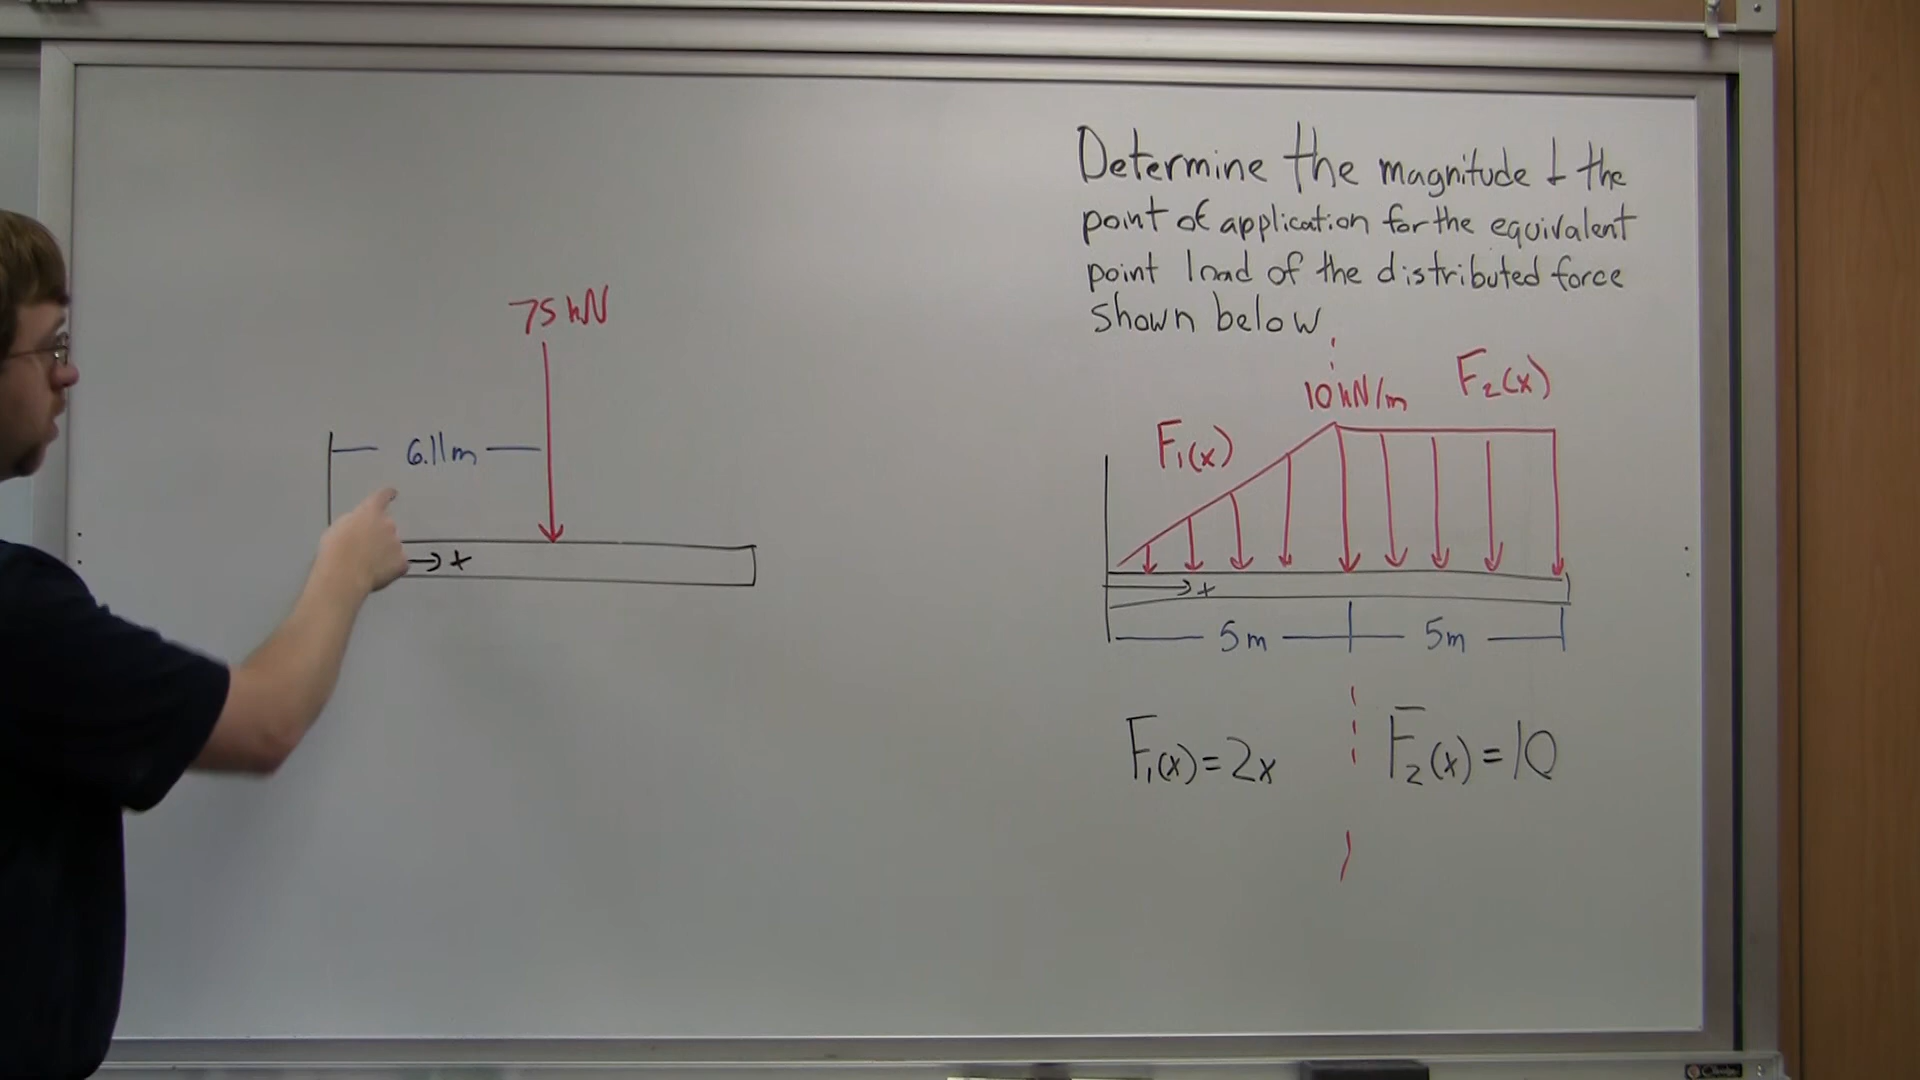 Determine the magnitude & the
point of application for the equivalent
point load of the distributed force
shown below
75 kN
6.11m
x
10 kN/m
F₂(x)
F₁(x)
x
5m 5m
F₁(x)=2x F₂(x)=10